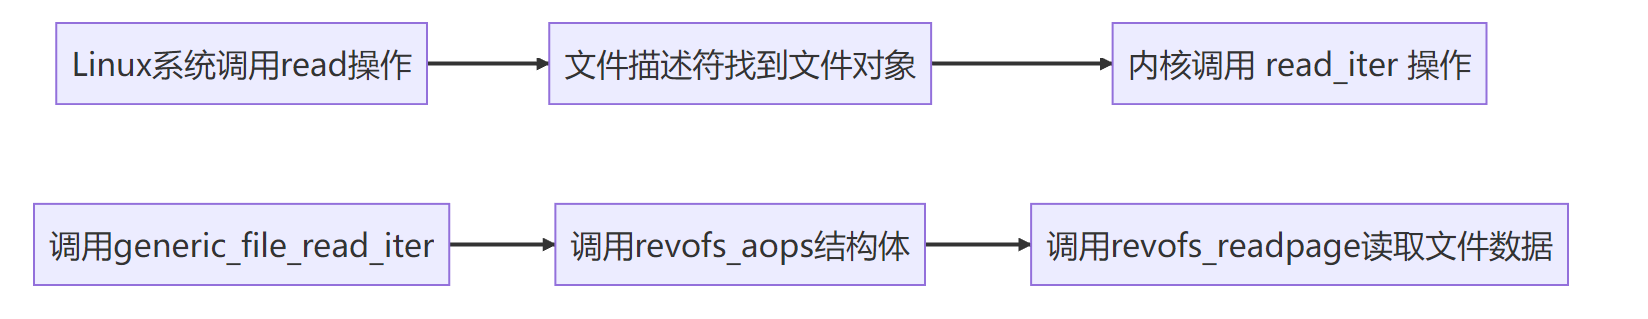 Linux系统调用read操作
文件描述符找到文件对象
内核调用 read_iter 操作
调用generic_file_read_iter
调用revofs_aops结构体
调用revofs_readpage读取文件数据